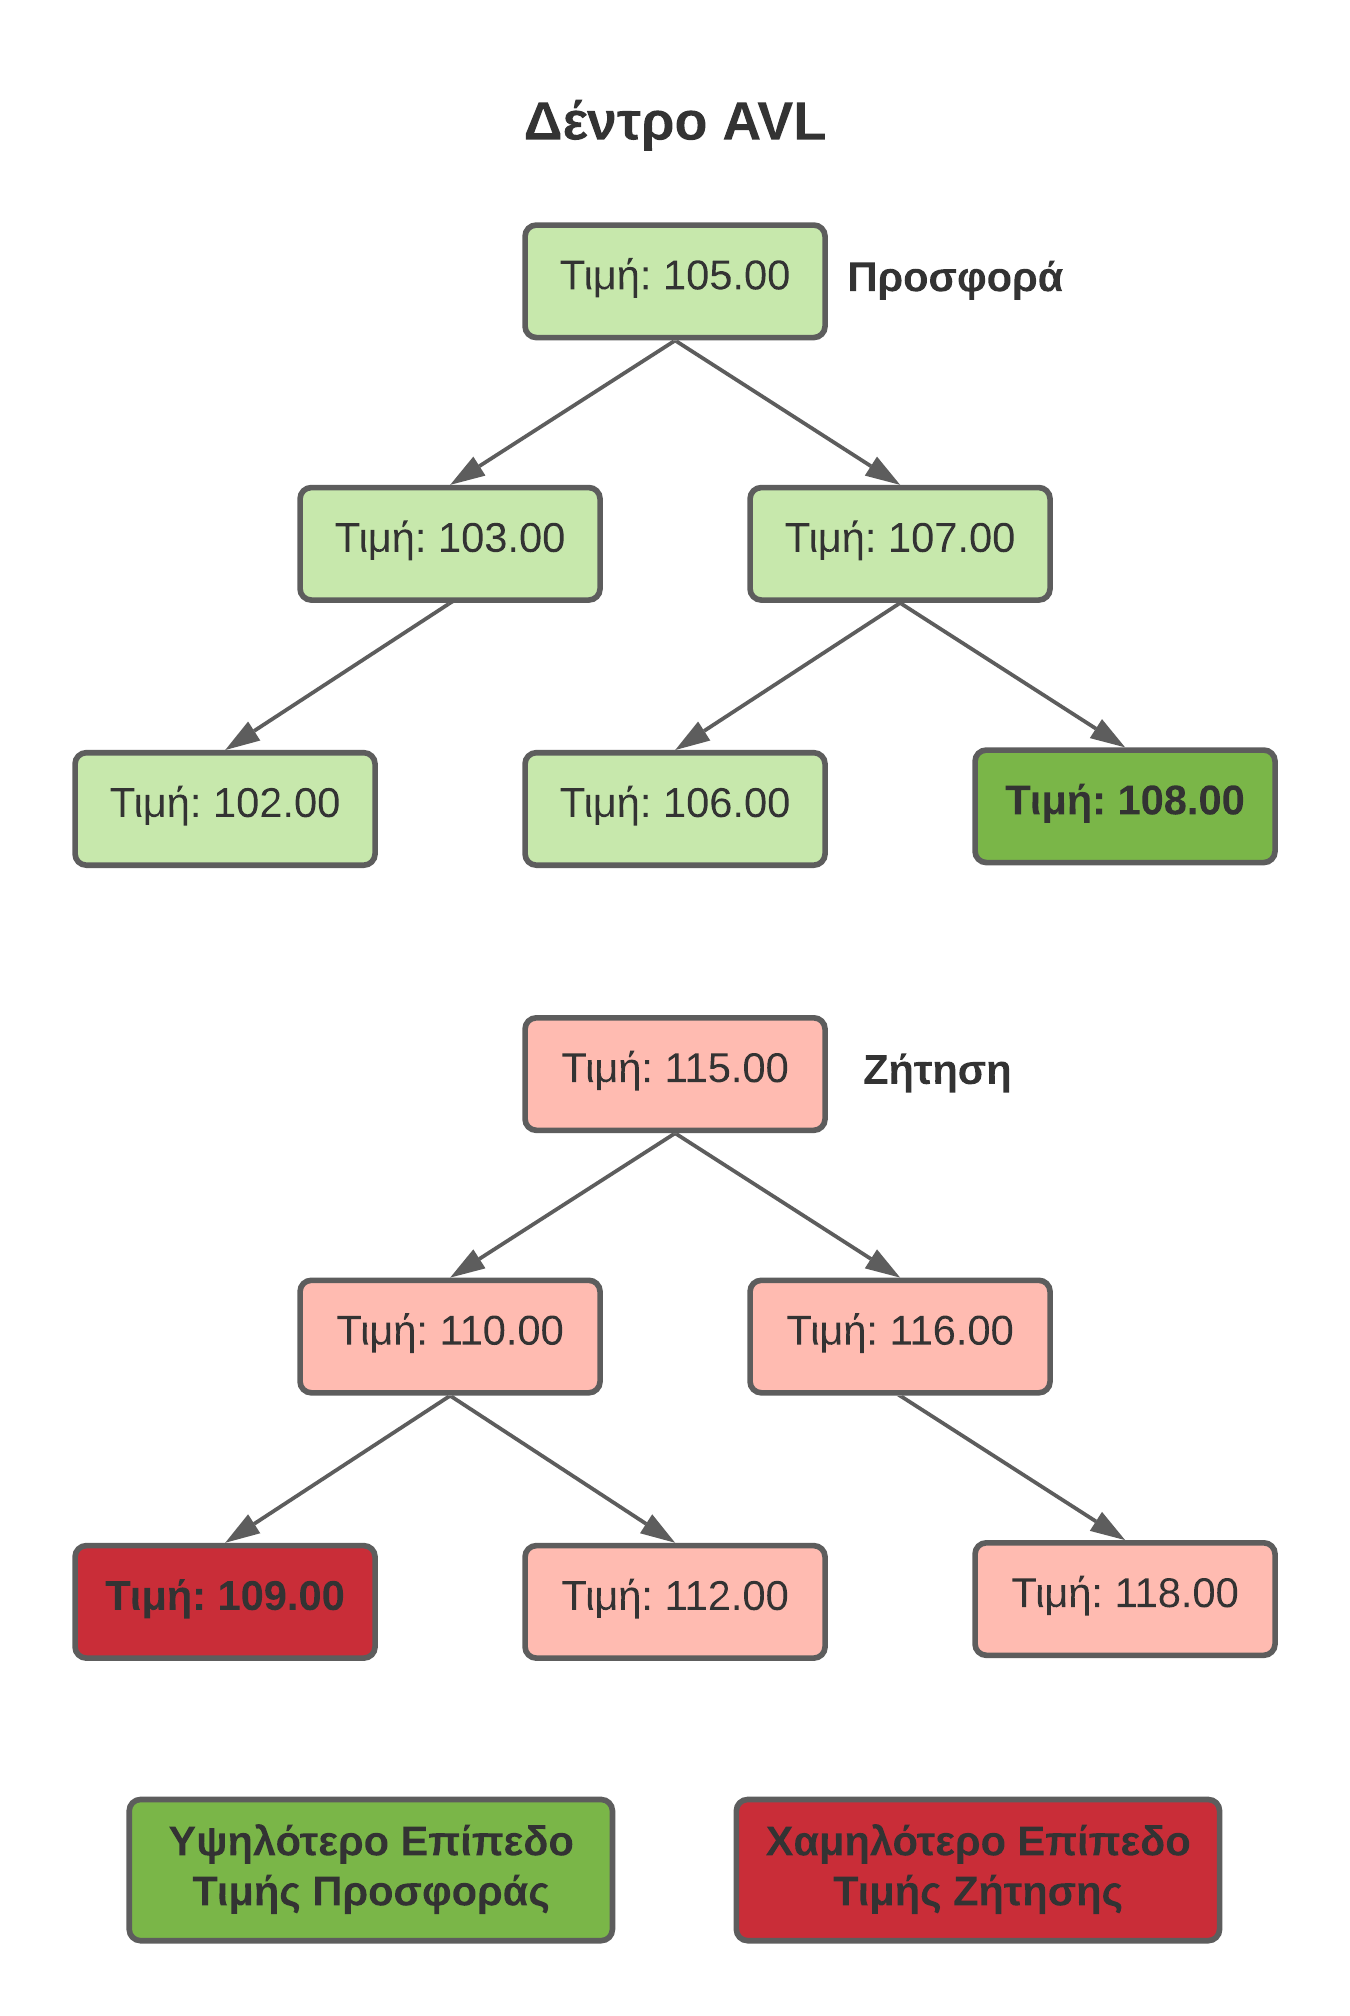 Δέντρο AVL
Τιμή: 105.00
Προσφορά
Τιμή: 103.00
Τιμή: 107.00
Τιμή: 102.00
Τιμή: 106.00
Τιμή: 108.00
Τιμή: 115.00
Ζήτηση
Τιμή: 110.00
Τιμή: 116.00
Τιμή: 109.00
Τιμή: 112.00
Τιμή: 118.00
Υψηλότερο Επίπεδο
Τιμής Προσφοράς
Χαμηλότερο Επίπεδο
Τιμής Ζήτησης